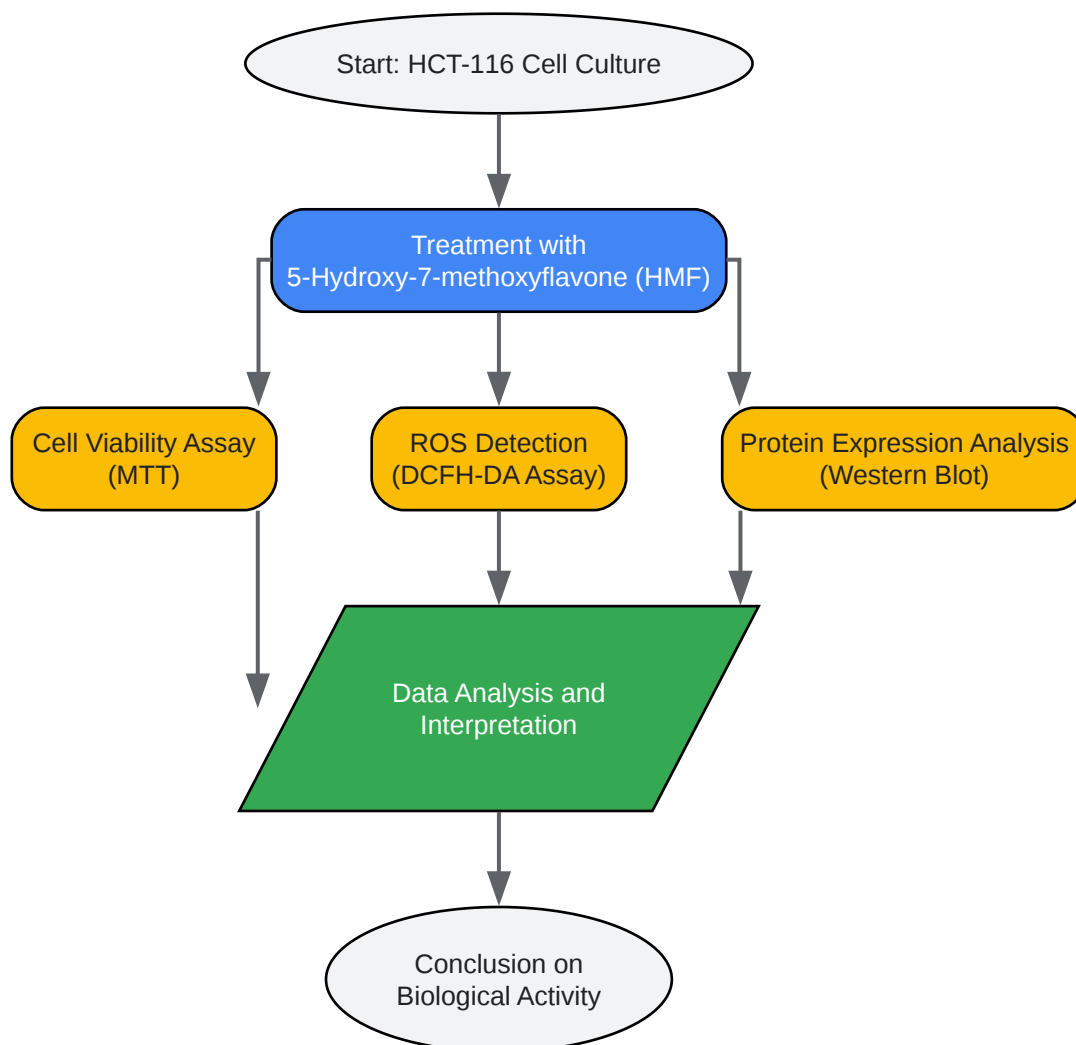 Start: HCT-116 Cell Culture
Treatment with
5-Hydroxy-7-methoxyflavone (HMF)
Cell Viability Assay
(MTT)
ROS Detection
(DCFH-DA Assay)
Protein Expression Analysis
(Western Blot)
Data Analysis and
Interpretation
Conclusion on
Biological Activity